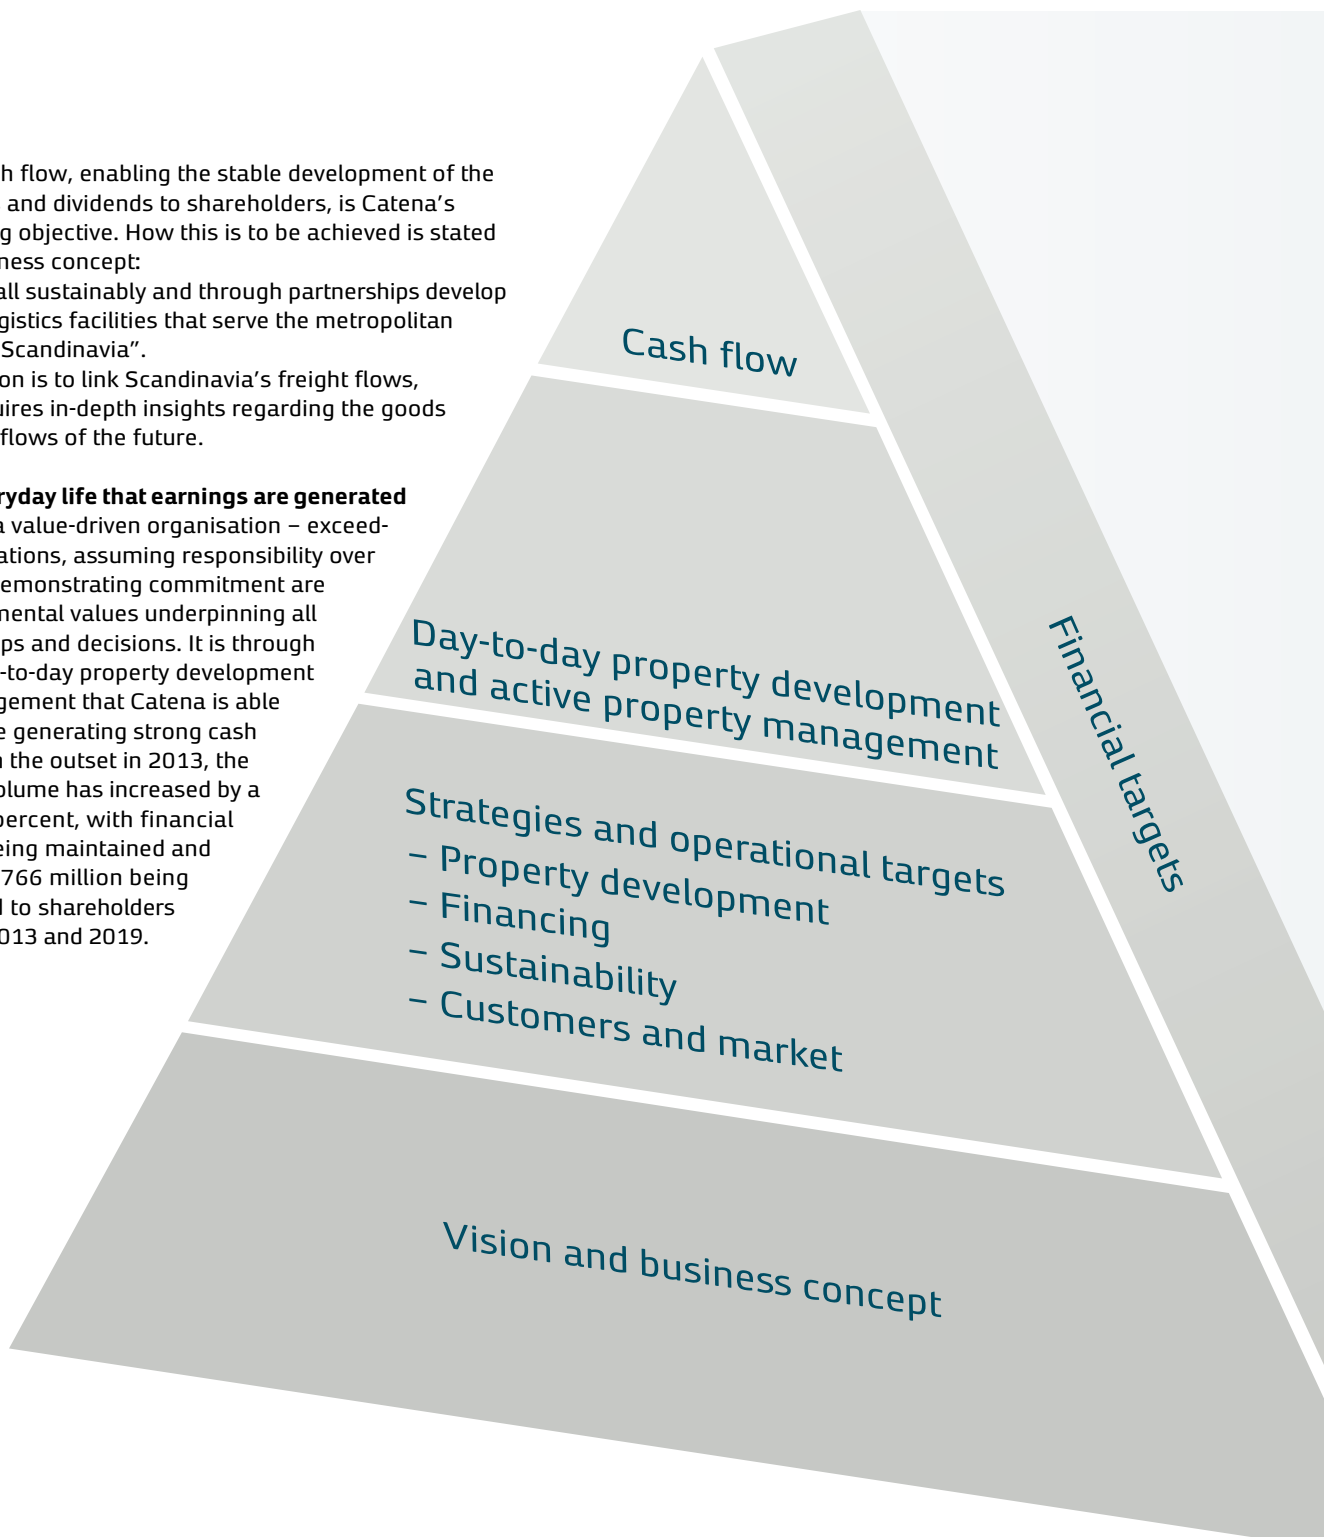 h flow, enabling the stable development of the
and dividends to shareholders, is Catena’s
g objective. How this is to be achieved is stated
ness concept:
all sustainably and through partnerships develop
gistics facilities that serve the metropolitan
Scandinavia”.
on is to link Scandinavia’s freight flows,
uires in-depth insights regarding the goods
flows of the future.
ryday life that earnings are generated
a value-driven organisation – exceed-
ations, assuming responsibility over
emonstrating commitment are
mental values underpinning all
ps and decisions. It is through
-to-day property development
gement that Catena is able
e generating strong cash
n the outset in 2013, the
olume has increased by a
percent, with financial
eing maintained and
766 million being
d to shareholders
013 and 2019.
Cash flow
Day-to-day property development
and active property management
Strategies and operational targets
– Property development
– Financing
– Sustainability
– Customers and market
Vision and business concept
Financial targets